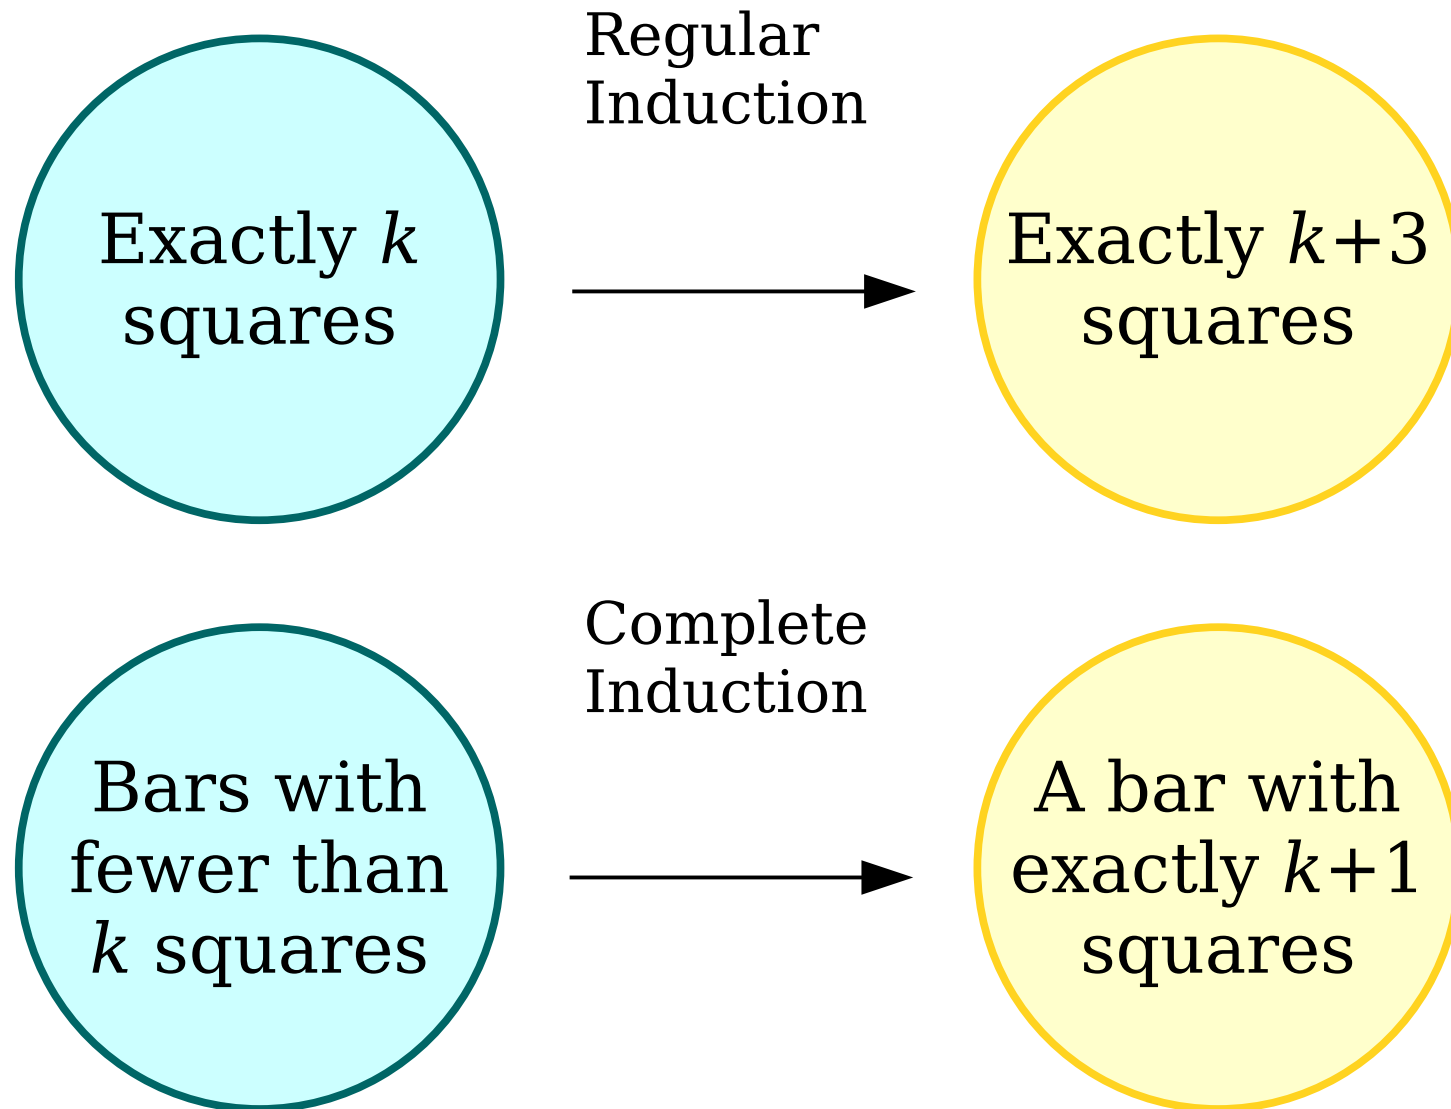 Regular
Induction
Exactly k
squares
Exactly k+3
squares
Complete
Induction
Bars with
fewer than
k squares
A bar with
exactly k+1
squares